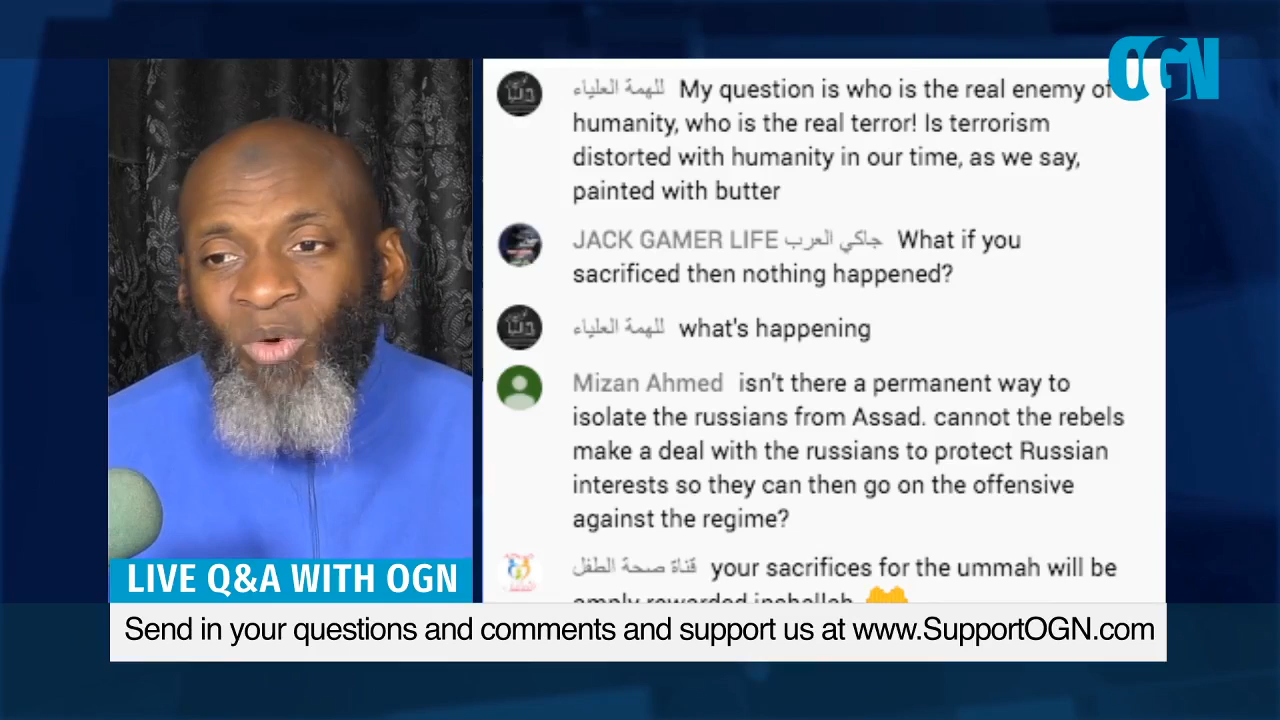 OGN
للهمة العلياء My question is who is the real enemy of
humanity, who is the real terror! Is terrorism
distorted with humanity in our time, as we say,
painted with butter
JACK GAMER LIFE جاكي العرب What if you
sacrificed then nothing happened?
للهمة العلياء what's happening
Mizan Ahmed isn't there a permanent way to
isolate the russians from Assad. cannot the rebels
make a deal with the russians to protect Russian
interests so they can then go on the offensive
against the regime?
قناة صحة الطفل your sacrifices for the ummah will be
amply rewarded inshallah
LIVE Q&A WITH OGN
Send in your questions and comments and support us at www.SupportOGN.com